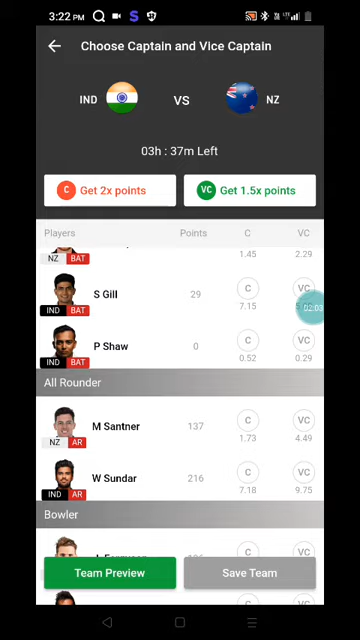 3:22 PM
Choose Captain and Vice Captain
IND VS NZ
03h : 37m Left
C Get 2x points VC Get 1.5x points
Players Points C VC
NZ BAT 1.45 2.29
S Gill 29 C VC
IND BAT 7.15
02:03
P Shaw 0 C VC
IND BAT 0.52 0.29
All Rounder
M Santner 137 C VC
NZ AR 1.73 4.49
W Sundar 216 C VC
IND AR 7.18 9.75
Bowler
C VC
Team Preview Save Team